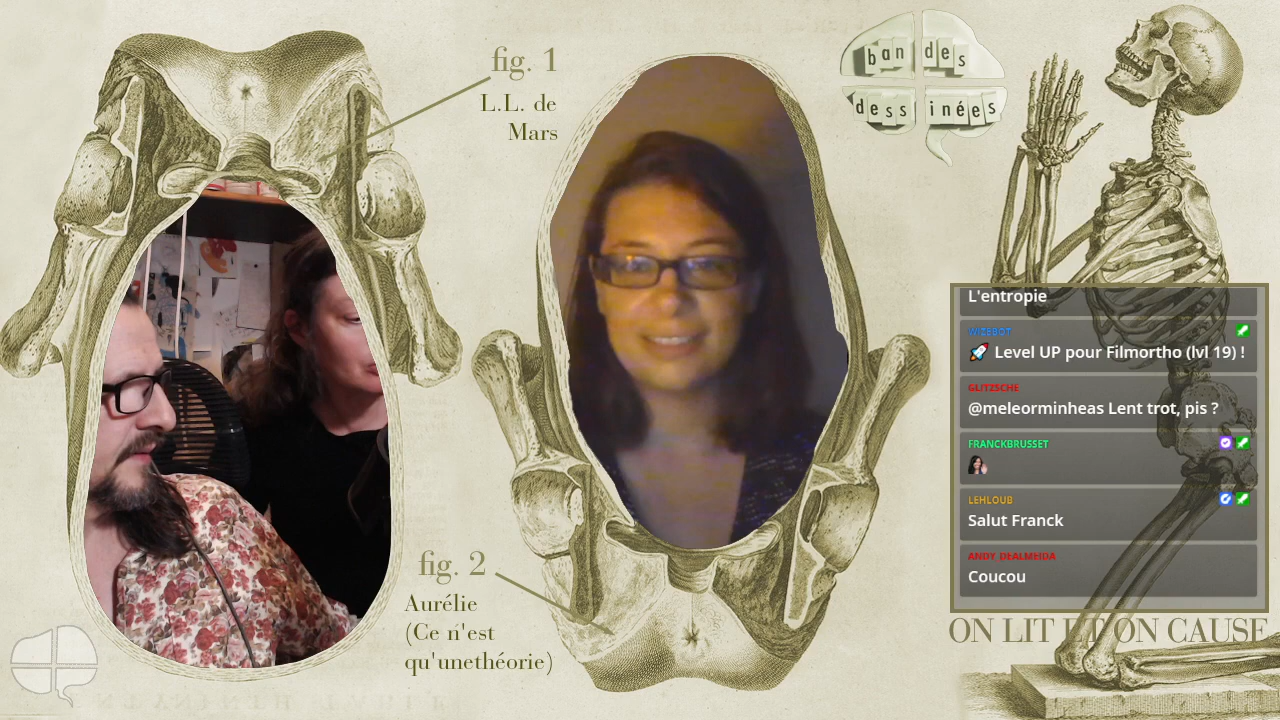 fig. 1
L.L. de
Mars
ban des
dess inées
fig. 2
Aurélie
(Ce n'est
qu'unethéorie)
L'entropie
WIZEBOT
🚀 Level UP pour Filmortho (lvl 19) !
GLITZSCHE
@meleorminheas Lent trot, pis ?
FRANCKBRUSSET
LEHLOUB
Salut Franck
ANDY_DEALMEIDA
Coucou
ON LIT ET ON CAUSE